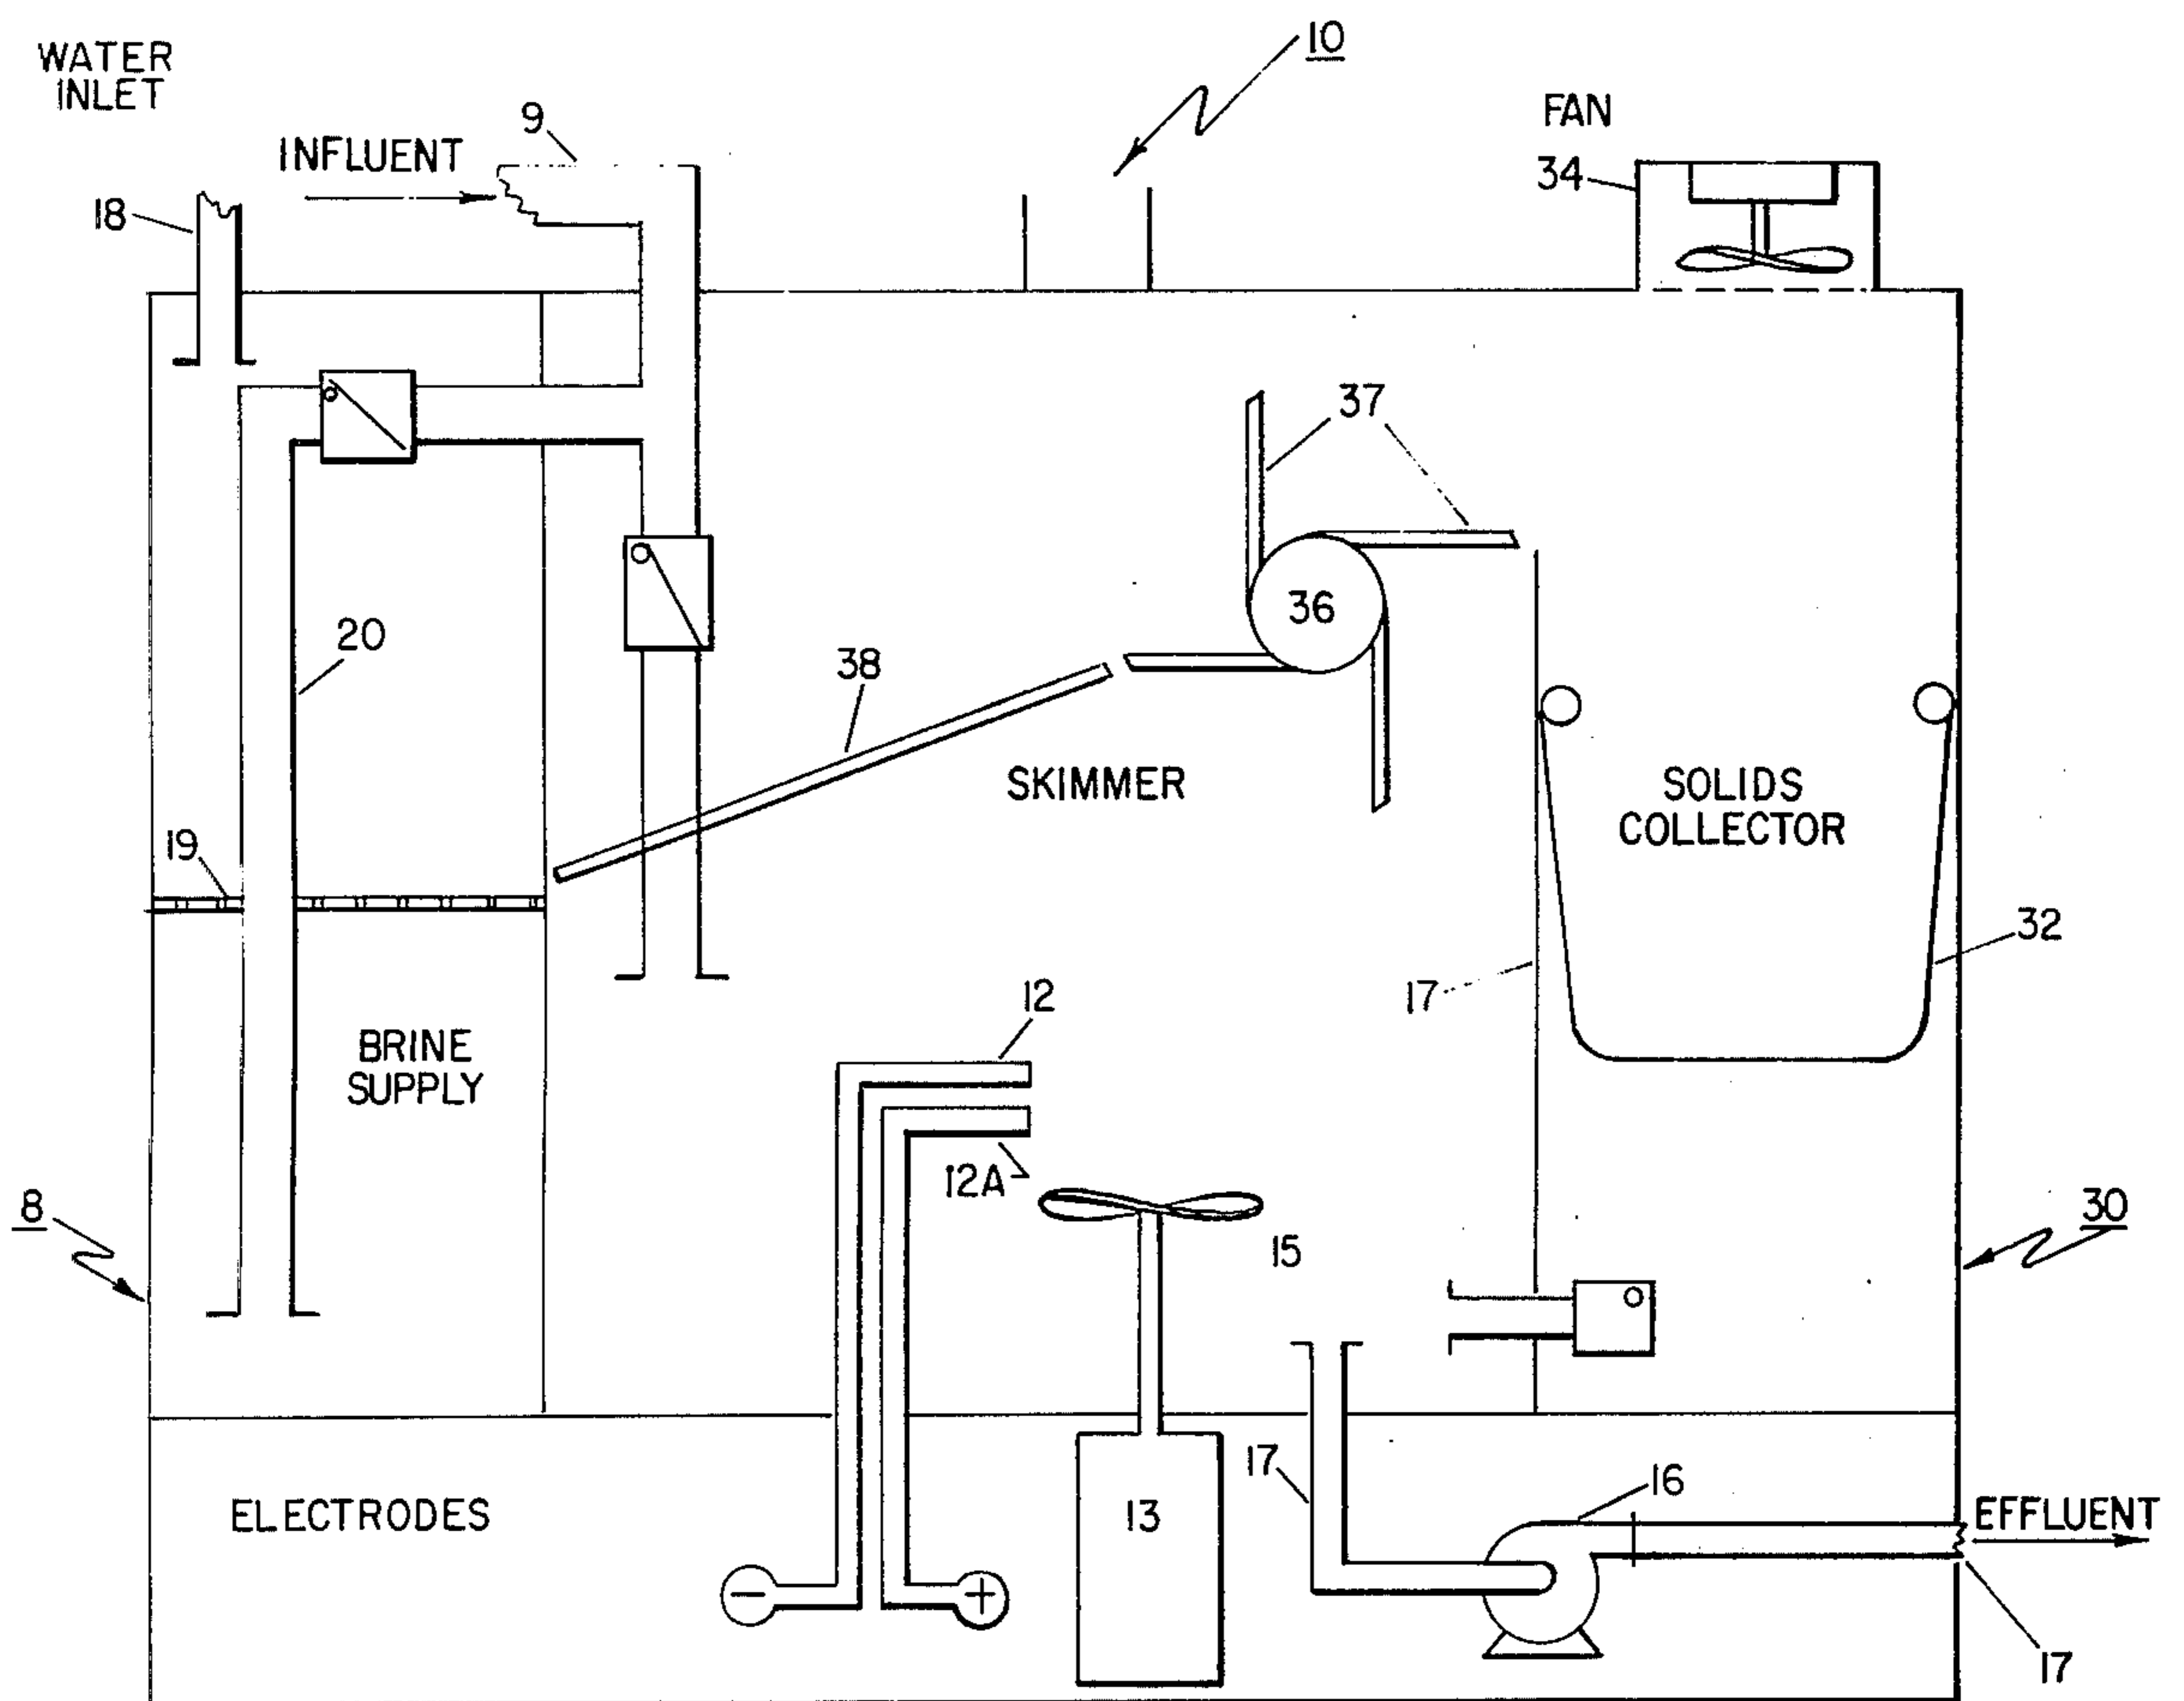 WATER
INLET
10
9
FAN
INFLUENT
34
18
37
36
20
38
SKIMMER
SOLIDS
COLLECTOR
19
32
12
17
BRINE
SUPPLY
12A
8
30
15
17
16
ELECTRODES
13
EFFLUENT
− +
17